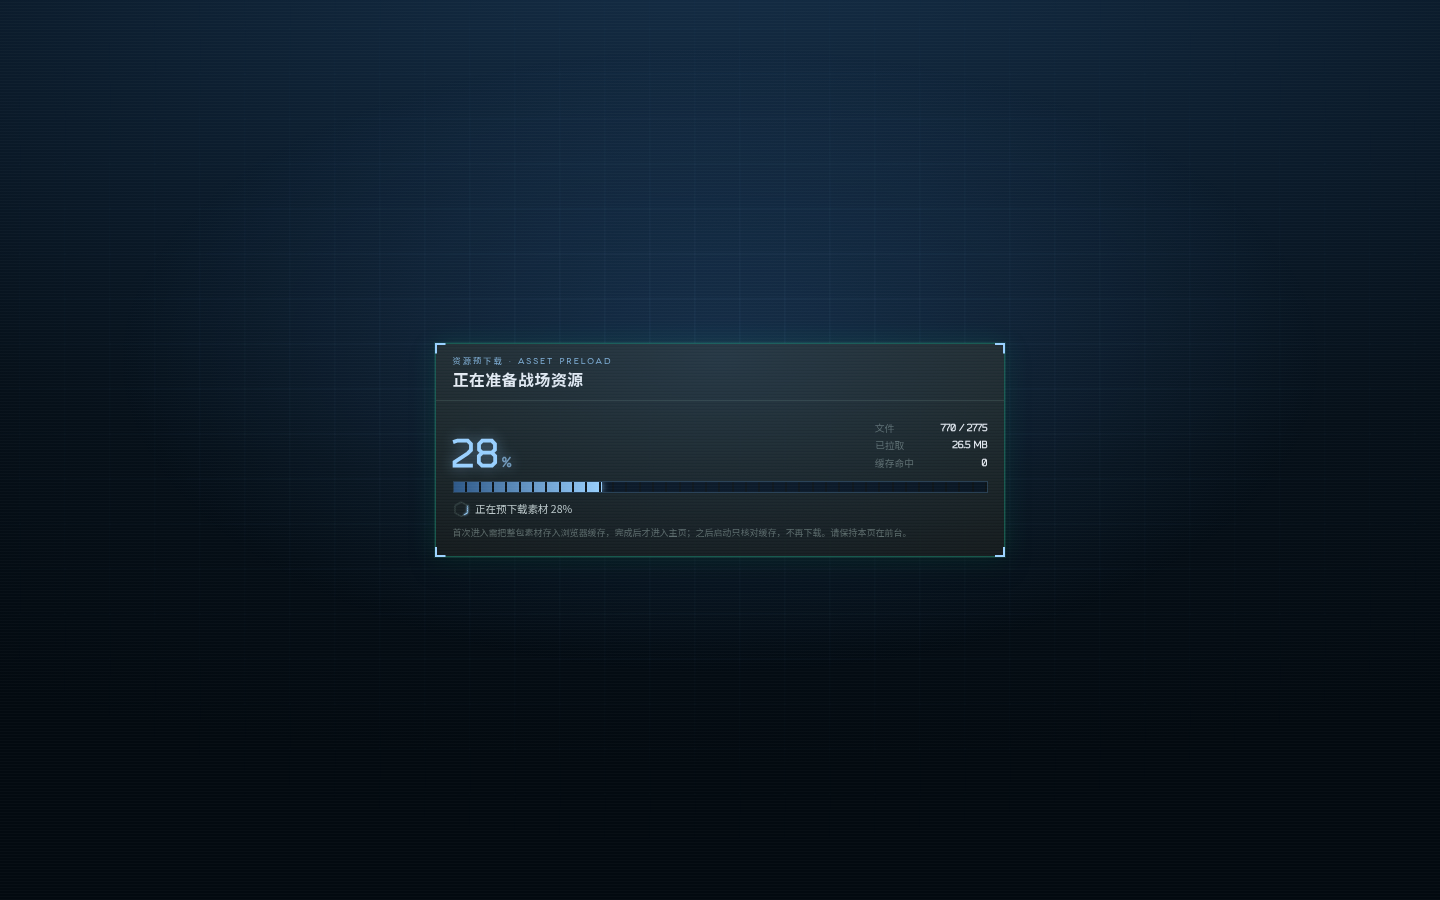 资源预下载 · ASSET PRELOAD
正在准备战场资源
28%
文件 770 / 2775
已拉取 26.5 MB
缓存命中 0
正在预下载素材 28%
首次进入需把整包素材存入浏览器缓存，完成后才进入主页；之后启动只核对缓存，不再下载。请保持本页在前台。